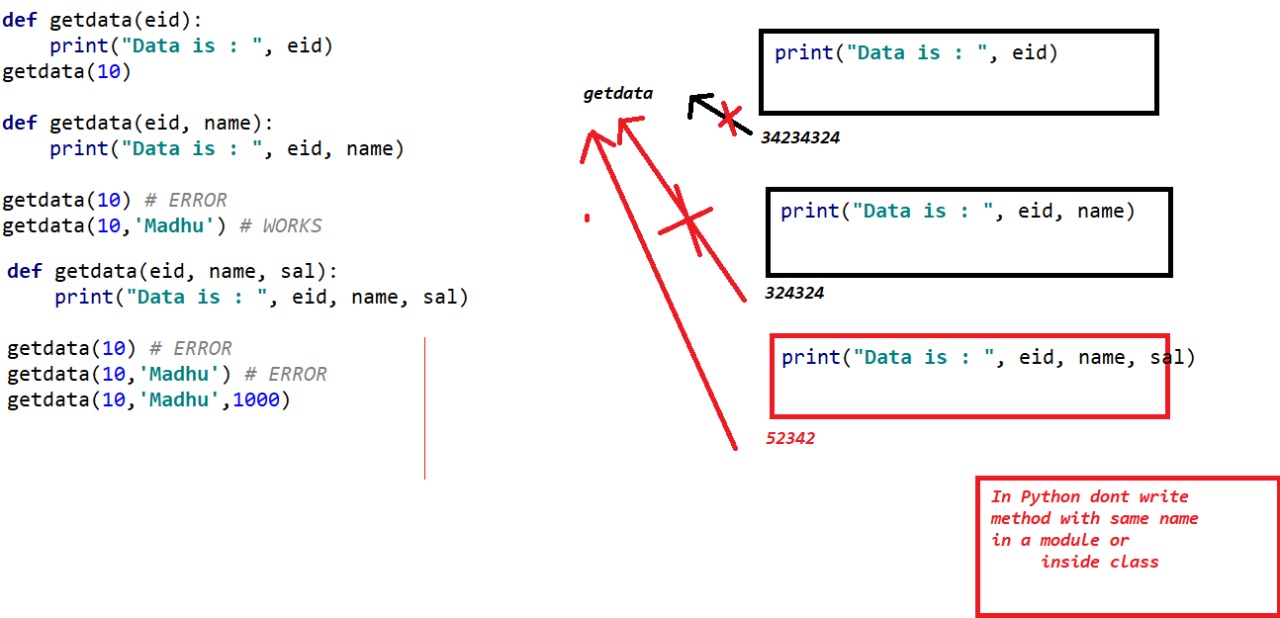 def getdata(eid):
    print("Data is : ", eid)
getdata(10)
def getdata(eid, name):
    print("Data is : ", eid, name)
getdata(10) # ERROR
getdata(10,'Madhu') # WORKS
def getdata(eid, name, sal):
    print("Data is : ", eid, name, sal)
getdata(10) # ERROR
getdata(10,'Madhu') # ERROR
getdata(10,'Madhu',1000)
getdata
print("Data is : ", eid)
34234324
print("Data is : ", eid, name)
324324
print("Data is : ", eid, name, sal)
52342
In Python dont write
method with same name
in a module or
inside class